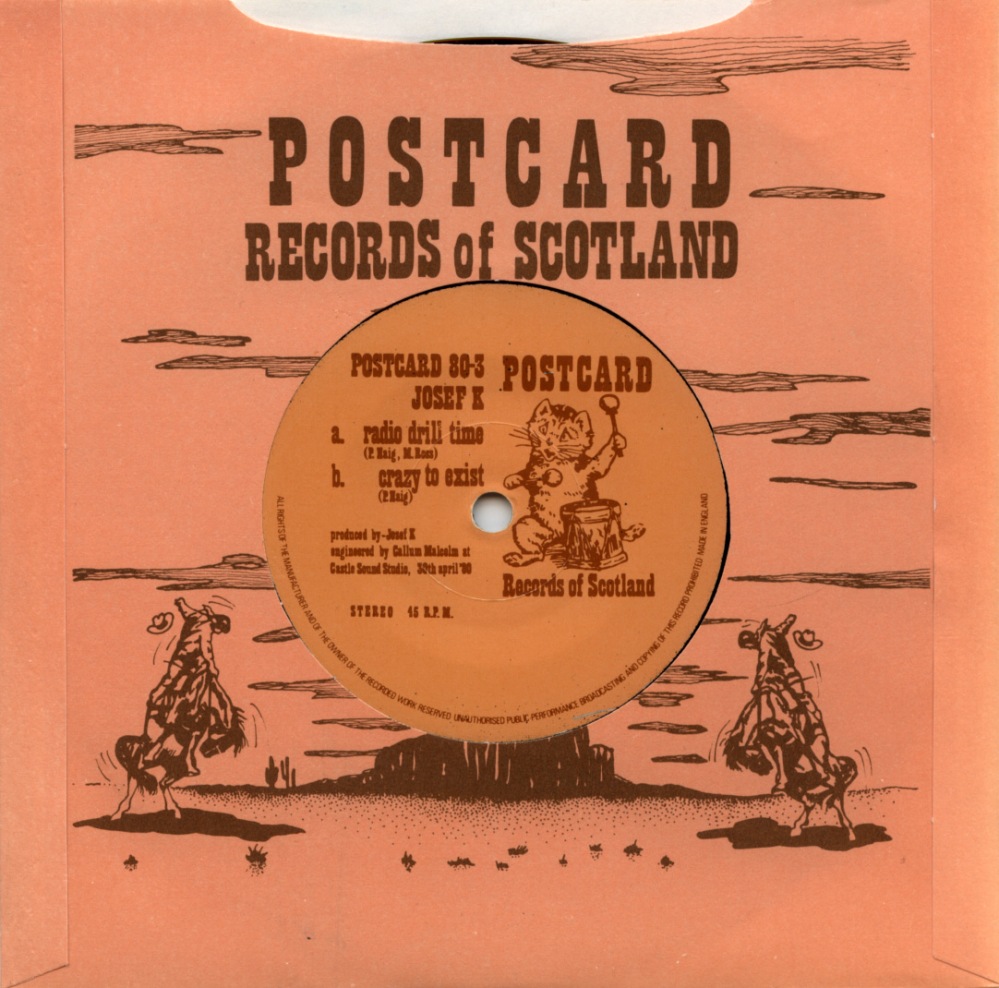 POSTCARD
RECORDS of SCOTLAND
POSTCARD 80-3
JOSEF K
a. radio drill time
(P. Haig, M. Ross)
b. crazy to exist
(P. Haig)
produced by-Josef K
engineered by Callum Malcolm at
Castle Sound Studio, 30th april '80
STEREO 45 R.P.M.
POSTCARD
Records of Scotland
ALL RIGHTS OF THE MANUFACTURER AND OF THE OWNER OF THE RECORDED WORK RESERVED UNAUTHORISED PUBLIC PERFORMANCE BROADCASTING AND COPYING OF THIS RECORD PROHIBITED MADE IN ENGLAND